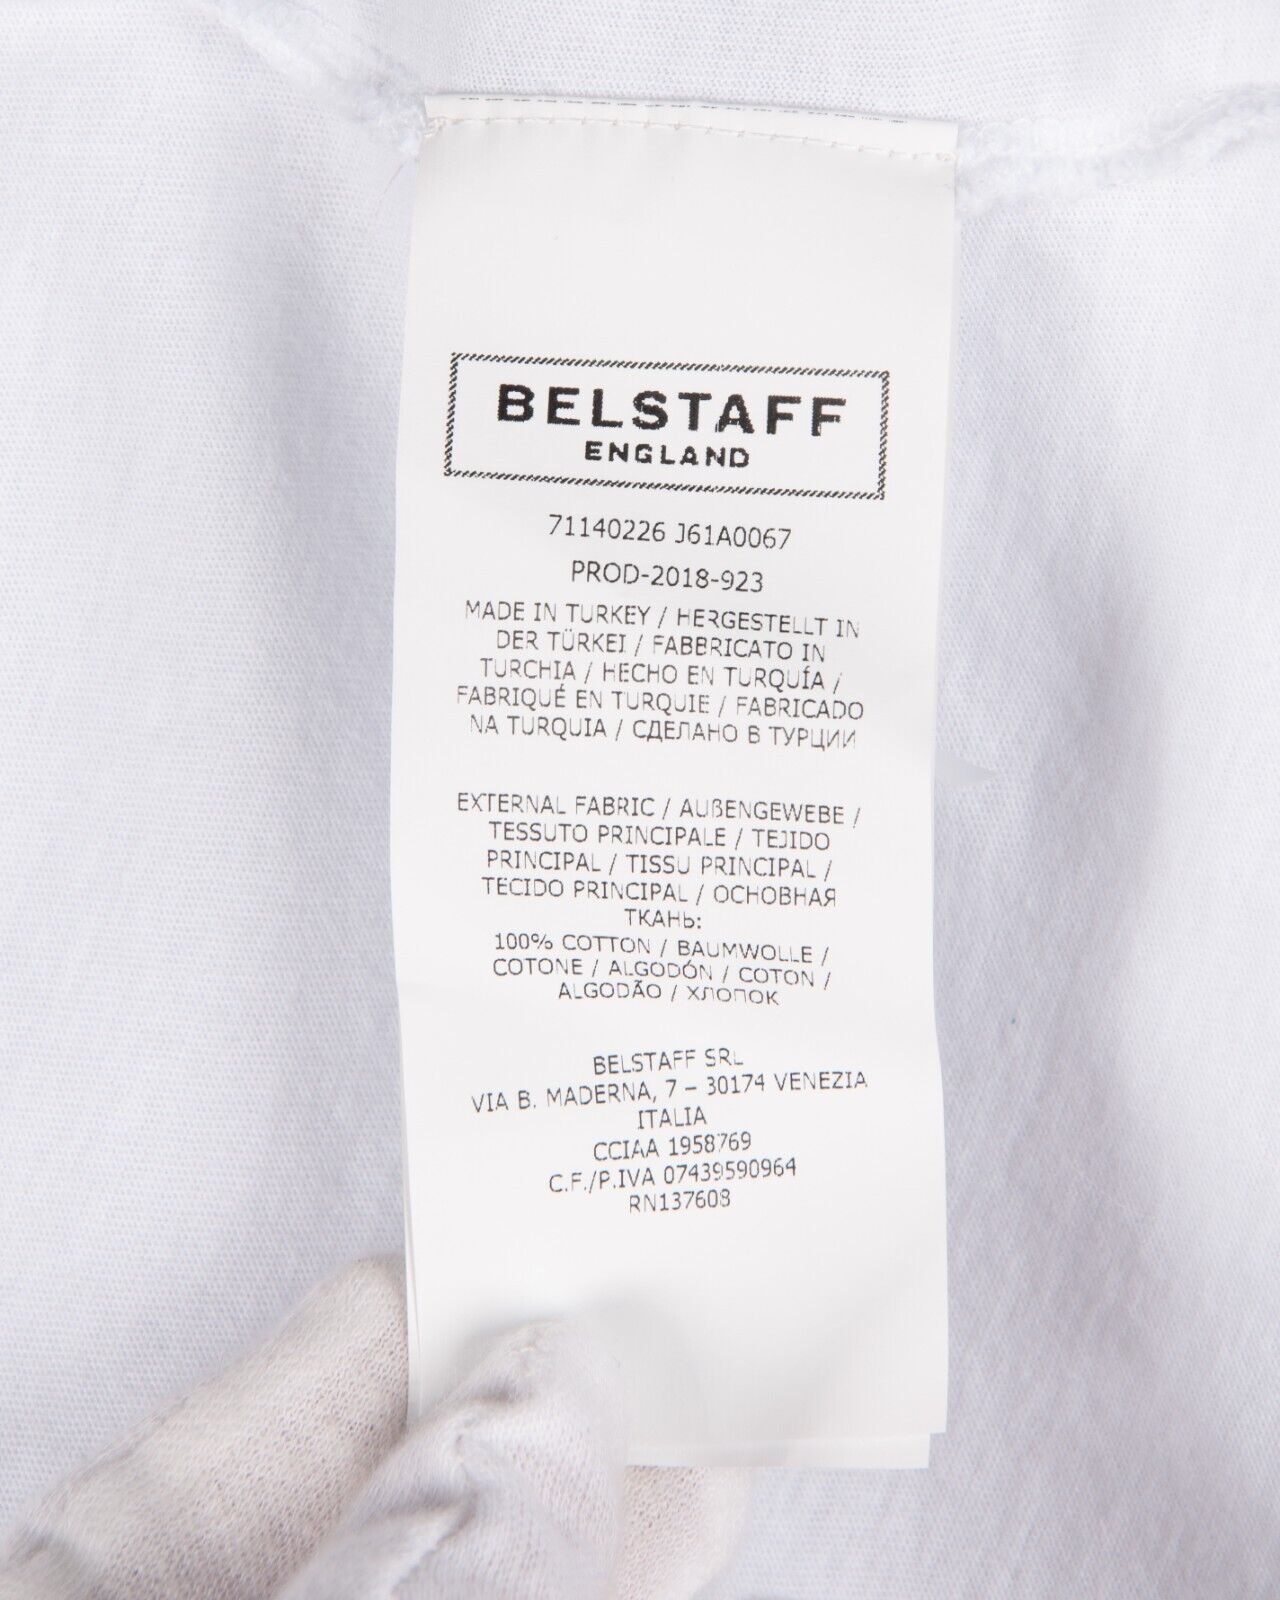 BELSTAFF
ENGLAND
71140226 J61A0067
PROD-2018-923
MADE IN TURKEY / HERGESTELLT IN
DER TÜRKEI / FABBRICATO IN
TURCHIA / HECHO EN TURQUÍA /
FABRIQUÉ EN TURQUIE / FABRICADO
NA TURQUIA / СДЕЛАНО В ТУРЦИИ
EXTERNAL FABRIC / AUßENGEWEBE /
TESSUTO PRINCIPALE / TEJIDO
PRINCIPAL / TISSU PRINCIPAL /
TECIDO PRINCIPAL / ОСНОВНАЯ
ТКАНЬ:
100% COTTON / BAUMWOLLE /
COTONE / ALGODÓN / COTON /
ALGODÃO / ХЛОПОК
BELSTAFF SRL
VIA B. MADERNA, 7 – 30174 VENEZIA
ITALIA
CCIAA 1958769
C.F./P.IVA 07439590964
RN137608